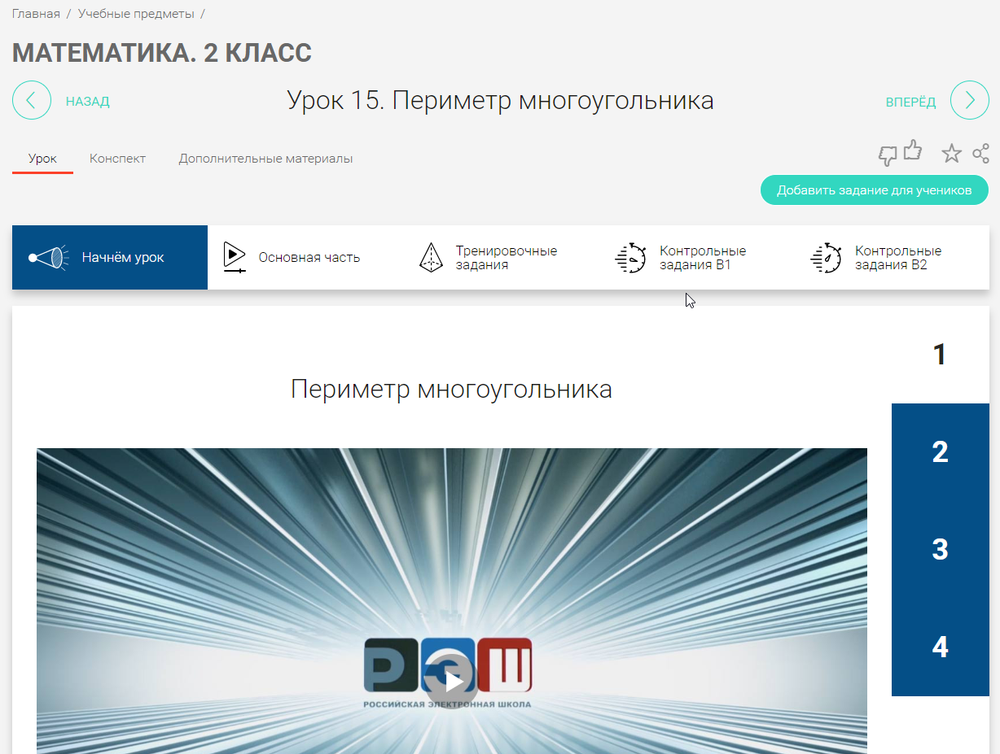 Главная / Учебные предметы /
МАТЕМАТИКА. 2 КЛАСС
НАЗАД
Урок 15. Периметр многоугольника
ВПЕРЁД
Урок
Конспект
Дополнительные материалы
Добавить задание для учеников
Начнём урок
Основная часть
Тренировочные
задания
Контрольные
задания В1
Контрольные
задания В2
Периметр многоугольника
1
2
3
4
РЭШ
РОССИЙСКАЯ ЭЛЕКТРОННАЯ ШКОЛА